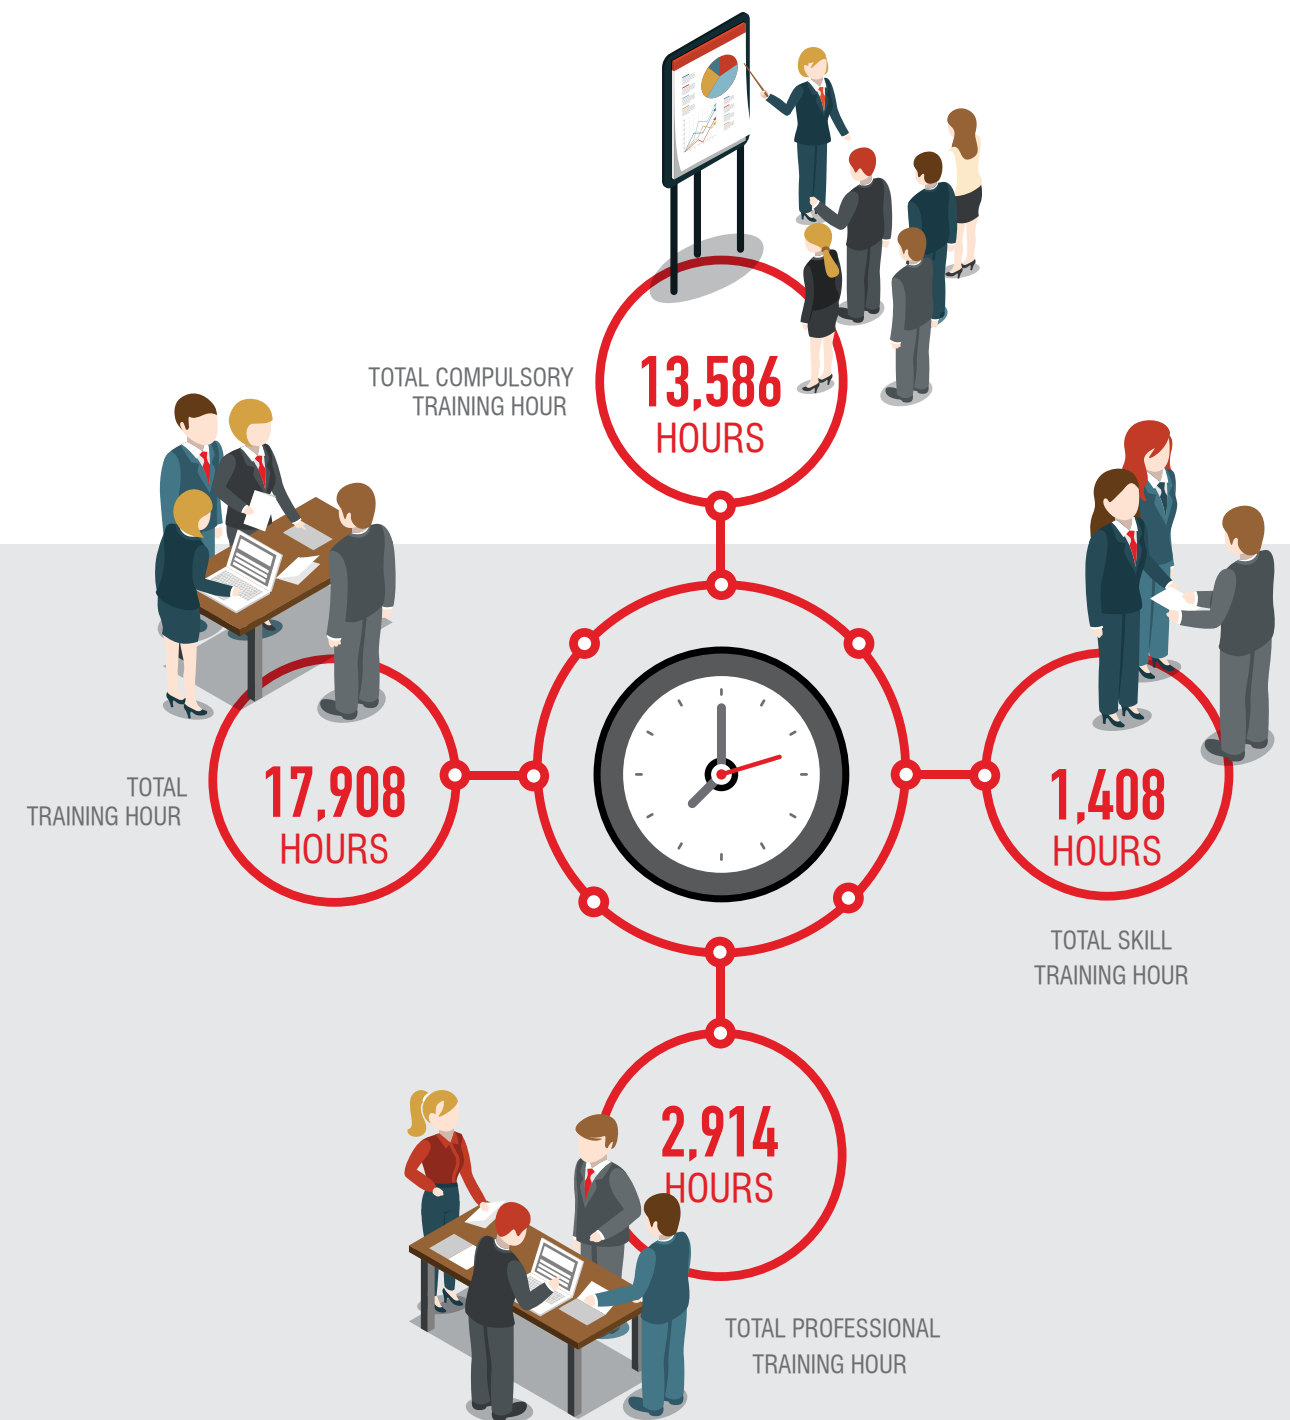 TOTAL COMPULSORY
TRAINING HOUR
13,586
HOURS
TOTAL
TRAINING HOUR
17,908
HOURS
1,408
HOURS
TOTAL SKILL
TRAINING HOUR
2,914
HOURS
TOTAL PROFESSIONAL
TRAINING HOUR